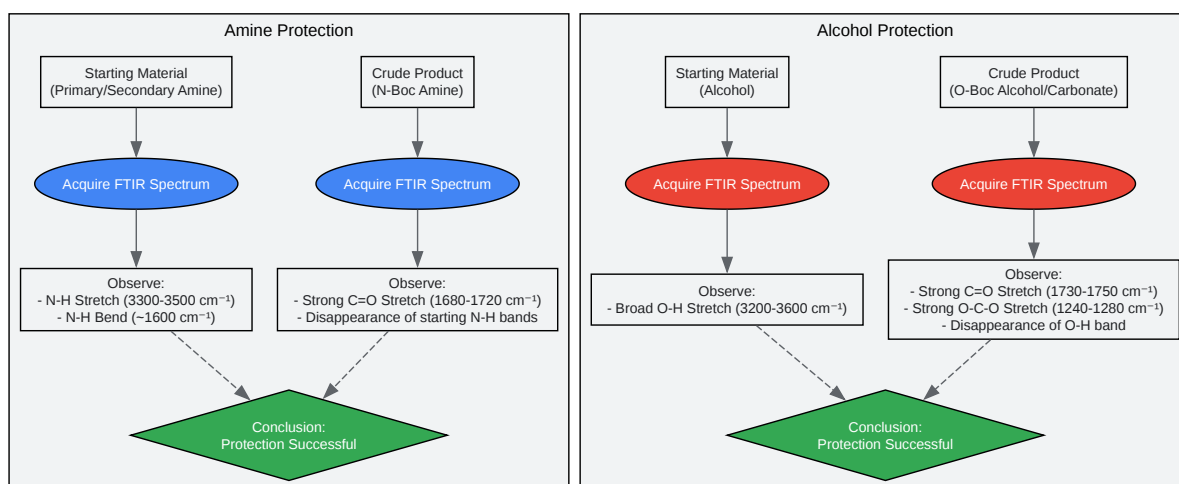 Amine Protection
Starting Material
(Primary/Secondary Amine)
Crude Product
(N-Boc Amine)
Acquire FTIR Spectrum
Acquire FTIR Spectrum
Observe:
- N-H Stretch (3300-3500 cm⁻¹)
- N-H Bend (~1600 cm⁻¹)
Observe:
- Strong C=O Stretch (1680-1720 cm⁻¹)
- Disappearance of starting N-H bands
Conclusion:
Protection Successful
Alcohol Protection
Starting Material
(Alcohol)
Crude Product
(O-Boc Alcohol/Carbonate)
Acquire FTIR Spectrum
Acquire FTIR Spectrum
Observe:
- Broad O-H Stretch (3200-3600 cm⁻¹)
Observe:
- Strong C=O Stretch (1730-1750 cm⁻¹)
- Strong O-C-O Stretch (1240-1280 cm⁻¹)
- Disappearance of O-H band
Conclusion:
Protection Successful